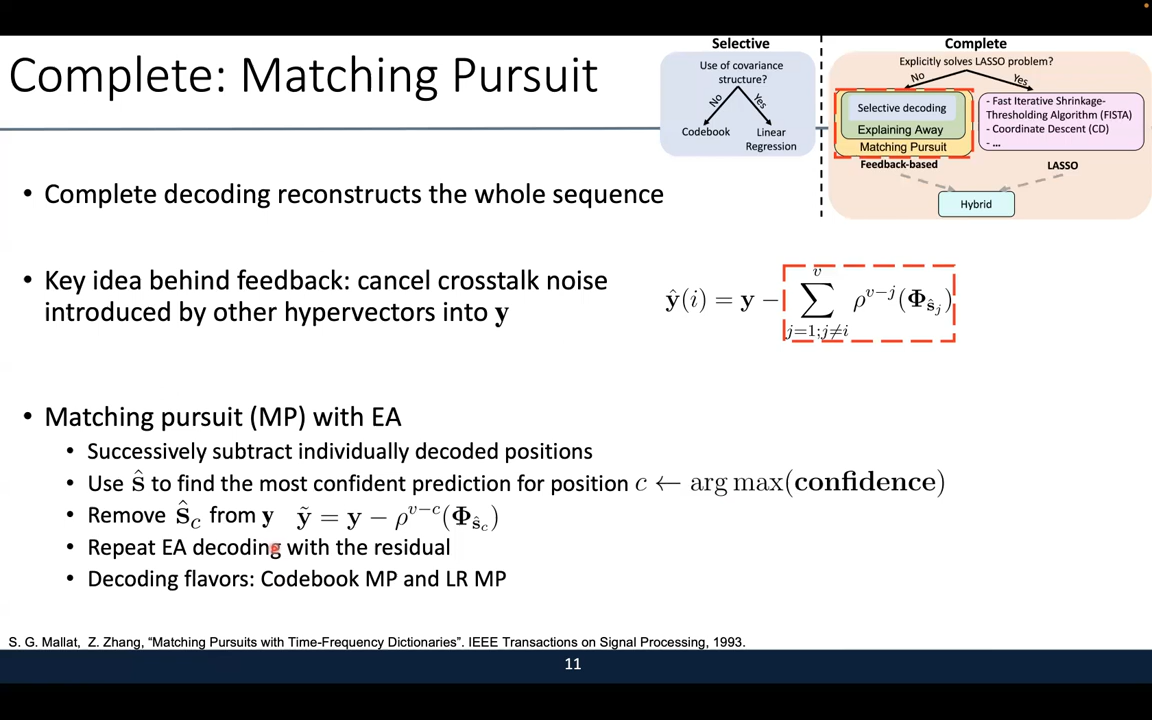 Complete: Matching Pursuit
Selective
Use of covariance
structure?
No
Yes
Codebook
Linear
Regression
Complete
Explicitly solves LASSO problem?
No
Yes
Selective decoding
Explaining Away
Matching Pursuit
Feedback-based
- Fast Iterative Shrinkage-
Thresholding Algorithm (FISTA)
- Coordinate Descent (CD)
- ...
LASSO
Hybrid
• Complete decoding reconstructs the whole sequence
• Key idea behind feedback: cancel crosstalk noise
introduced by other hypervectors into y
ŷ(i) = y − ∑_{j=1;j≠i}^{v} ρ^{v−j}(Φ_{ŝ_j})
• Matching pursuit (MP) with EA
• Successively subtract individually decoded positions
• Use ŝ to find the most confident prediction for position c ← arg max(confidence)
• Remove ŝ_c from y ỹ = y − ρ^{v−c}(Φ_{ŝ_c})
• Repeat EA decoding with the residual
• Decoding flavors: Codebook MP and LR MP
S. G. Mallat, Z. Zhang, “Matching Pursuits with Time-Frequency Dictionaries”. IEEE Transactions on Signal Processing, 1993.
11